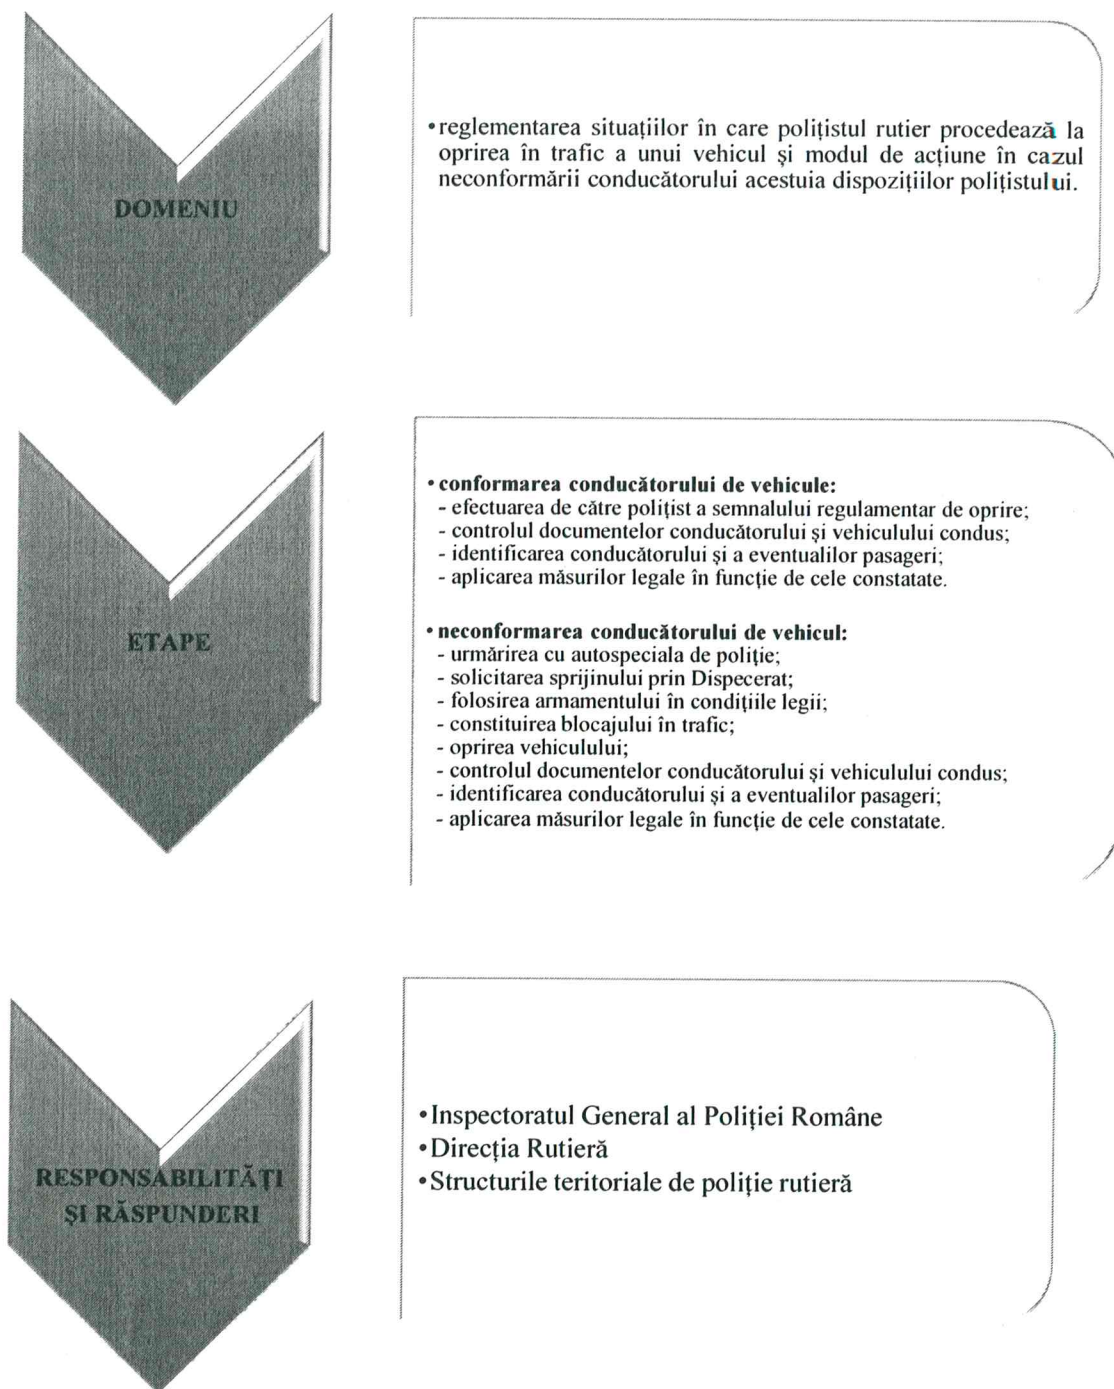 DOMENIU
•reglementarea situațiilor în care polițistul rutier procedează la
oprirea în trafic a unui vehicul și modul de acțiune în cazul
neconformării conducătorului acestuia dispozițiilor polițistului.
ETAPE
•conformarea conducătorului de vehicule:
- efectuarea de către polițist a semnalului regulamentar de oprire;
- controlul documentelor conducătorului și vehiculului condus;
- identificarea conducătorului și a eventualilor pasageri;
- aplicarea măsurilor legale în funcție de cele constatate.
•neconformarea conducătorului de vehicul:
- urmărirea cu autospeciala de poliție;
- solicitarea sprijinului prin Dispecerat;
- folosirea armamentului în condițiile legii;
- constituirea blocajului în trafic;
- oprirea vehiculului;
- controlul documentelor conducătorului și vehiculului condus;
- identificarea conducătorului și a eventualilor pasageri;
- aplicarea măsurilor legale în funcție de cele constatate.
RESPONSABILITĂȚI
ȘI RĂSPUNDERI
•Inspectoratul General al Poliției Române
•Direcția Rutieră
•Structurile teritoriale de poliție rutieră